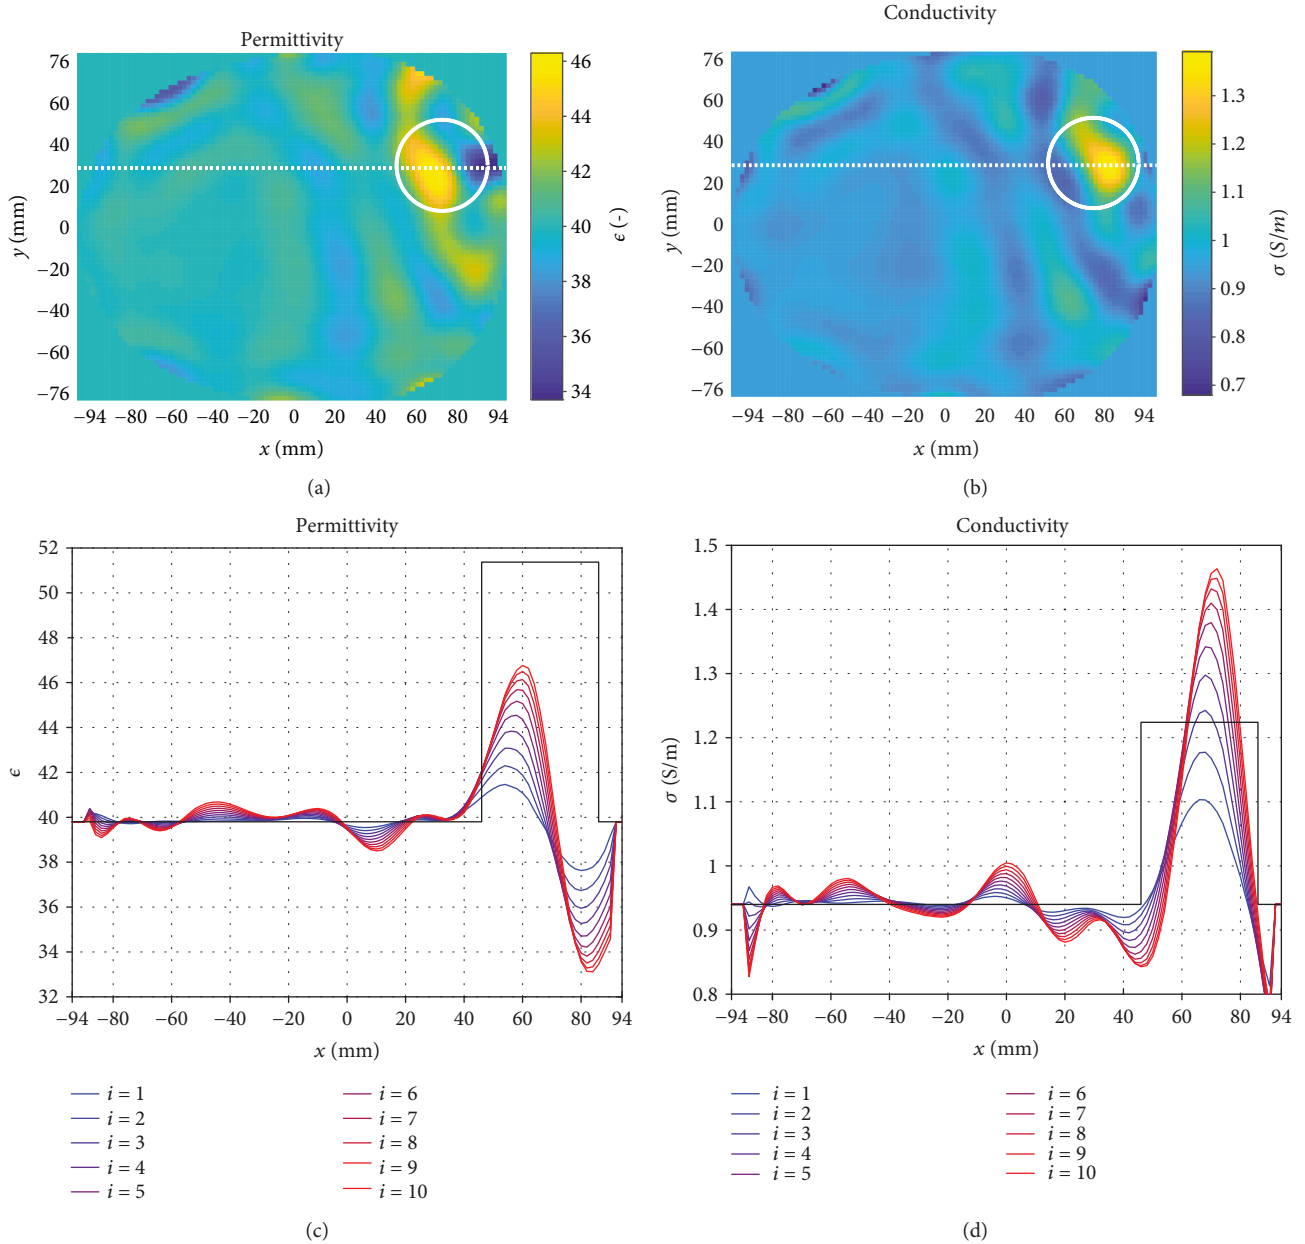 Permittivity
76
60
40
20
0
−20
−40
−60
−76
y (mm)
−94 −80 −60 −40 −20 0 20 40 60 80 94
x (mm)
46
44
42
40
38
36
34
ϵ (-)
(a)
Conductivity
76
60
40
20
0
−20
−40
−60
−76
y (mm)
−94 −80 −60 −40 −20 0 20 40 60 80 94
x (mm)
1.3
1.2
1.1
1
0.9
0.8
0.7
σ (S/m)
(b)
Permittivity
52
50
48
46
44
42
40
38
36
34
32
ϵ
−94 −80 −60 −40 −20 0 20 40 60 80 94
x (mm)
i = 1
i = 2
i = 3
i = 4
i = 5
i = 6
i = 7
i = 8
i = 9
i = 10
(c)
Conductivity
1.5
1.4
1.3
1.2
1.1
1
0.9
0.8
σ (S/m)
−94 −80 −60 −40 −20 0 20 40 60 80 94
x (mm)
i = 1
i = 2
i = 3
i = 4
i = 5
i = 6
i = 7
i = 8
i = 9
i = 10
(d)